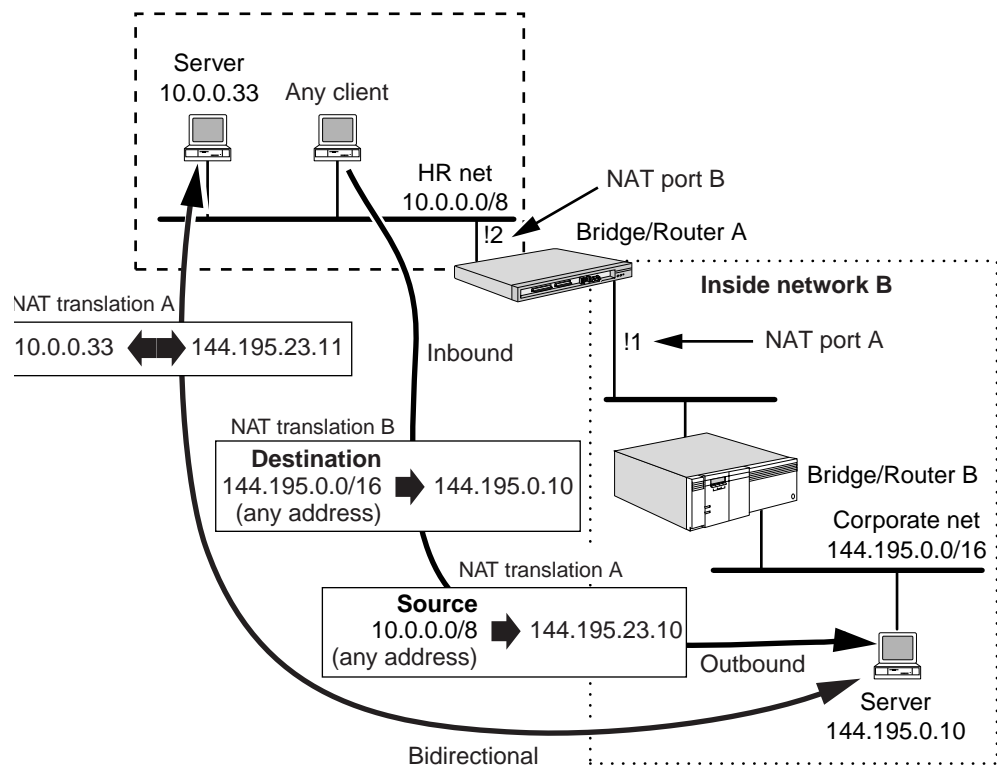 Server
10.0.0.33
Any client
HR net
10.0.0.0/8
NAT port B
!2
Bridge/Router A
Inside network B
NAT translation A
10.0.0.33 144.195.23.11
Inbound
!1
NAT port A
NAT translation B
Destination
144.195.0.0/16 144.195.0.10
(any address)
Bridge/Router B
Corporate net
144.195.0.0/16
NAT translation A
Source
10.0.0.0/8 144.195.23.10
(any address)
Outbound
Server
144.195.0.10
Bidirectional